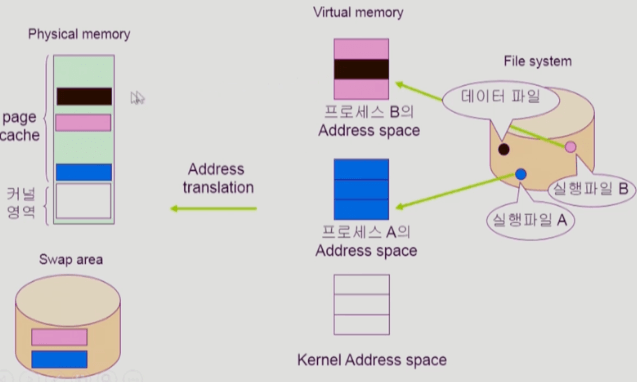 Virtual memory
Physical memory
File system
데이터 파일
page
cache
프로세스 B의
Address space
Address
translation
실행파일 B
커널
영역
실행파일 A
프로세스 A의
Address space
Swap area
Kernel Address space